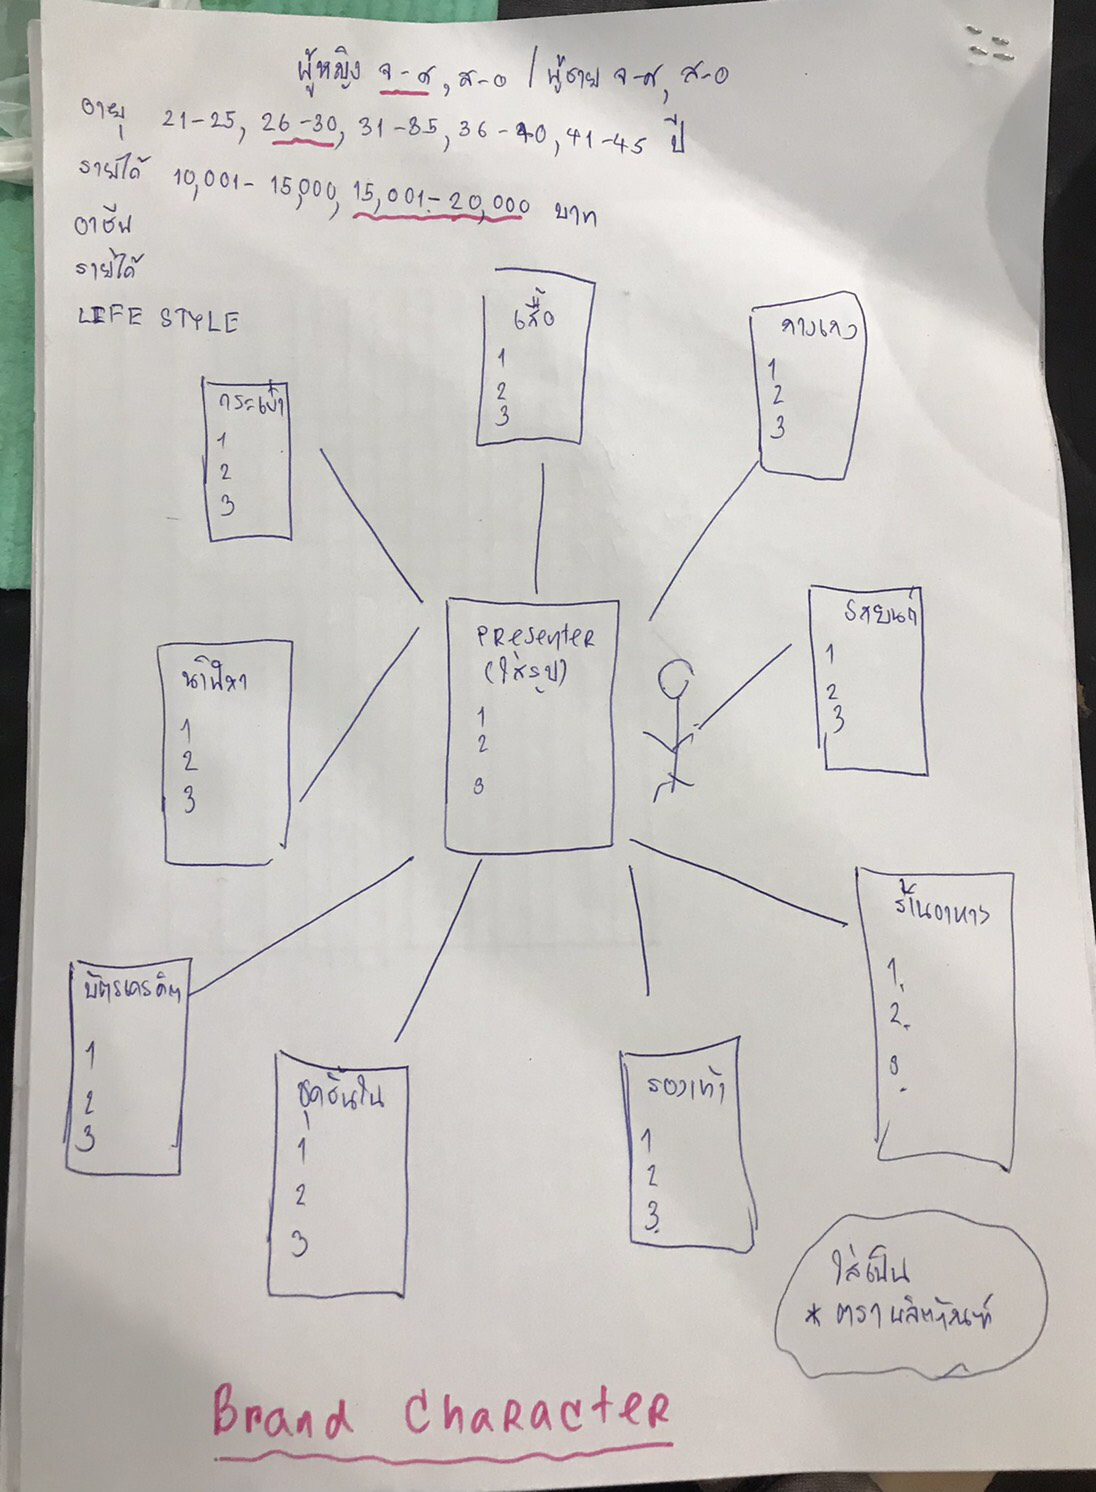 ผู้หญิง จ-ศ, ส-อ / ผู้ชาย จ-ศ, ส-อ
อายุ 21-25, 26-30, 31-35, 36-40, 41-45 ปี
รายได้ 10,001- 15,000, 15,001-20,000 บาท
อาชีพ
รายได้
LIFE STYLE
เสื้อ
1
2
3
กางเกง
1
2
3
กระเป๋า
1
2
3
Presenter
(ใส่รูป)
1
2
3
รถยนต์
1
2
3
นาฬิกา
1
2
3
ร้านอาหาร
1.
2.
3.
บัตรเครดิต
1
2
3
ชุดชั้นใน
1
2
3
รองเท้า
1
2
3.
ใส่เป็น
* ตราผลิตภัณฑ์
Brand Character